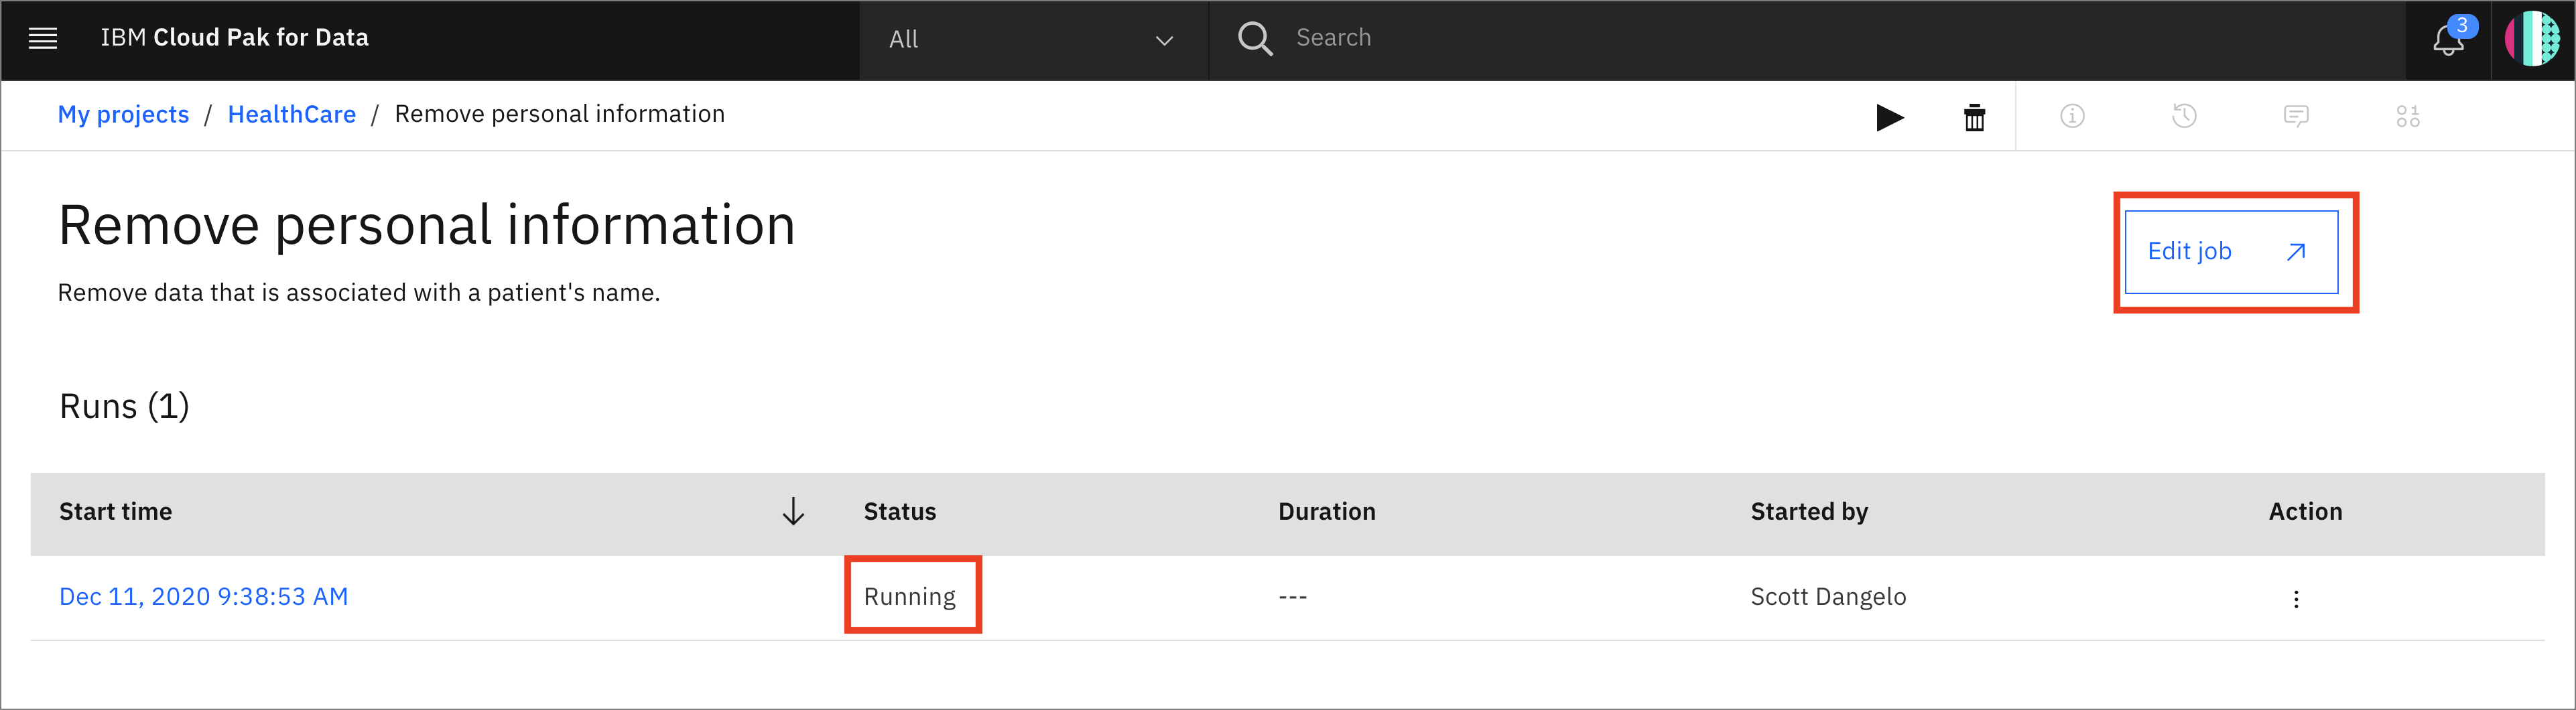 IBM Cloud Pak for Data
All
Search
3
My projects / HealthCare / Remove personal information
Remove personal information
Edit job
Remove data that is associated with a patient's name.
Runs (1)
Start time Status Duration Started by Action
Dec 11, 2020 9:38:53 AM Running --- Scott Dangelo